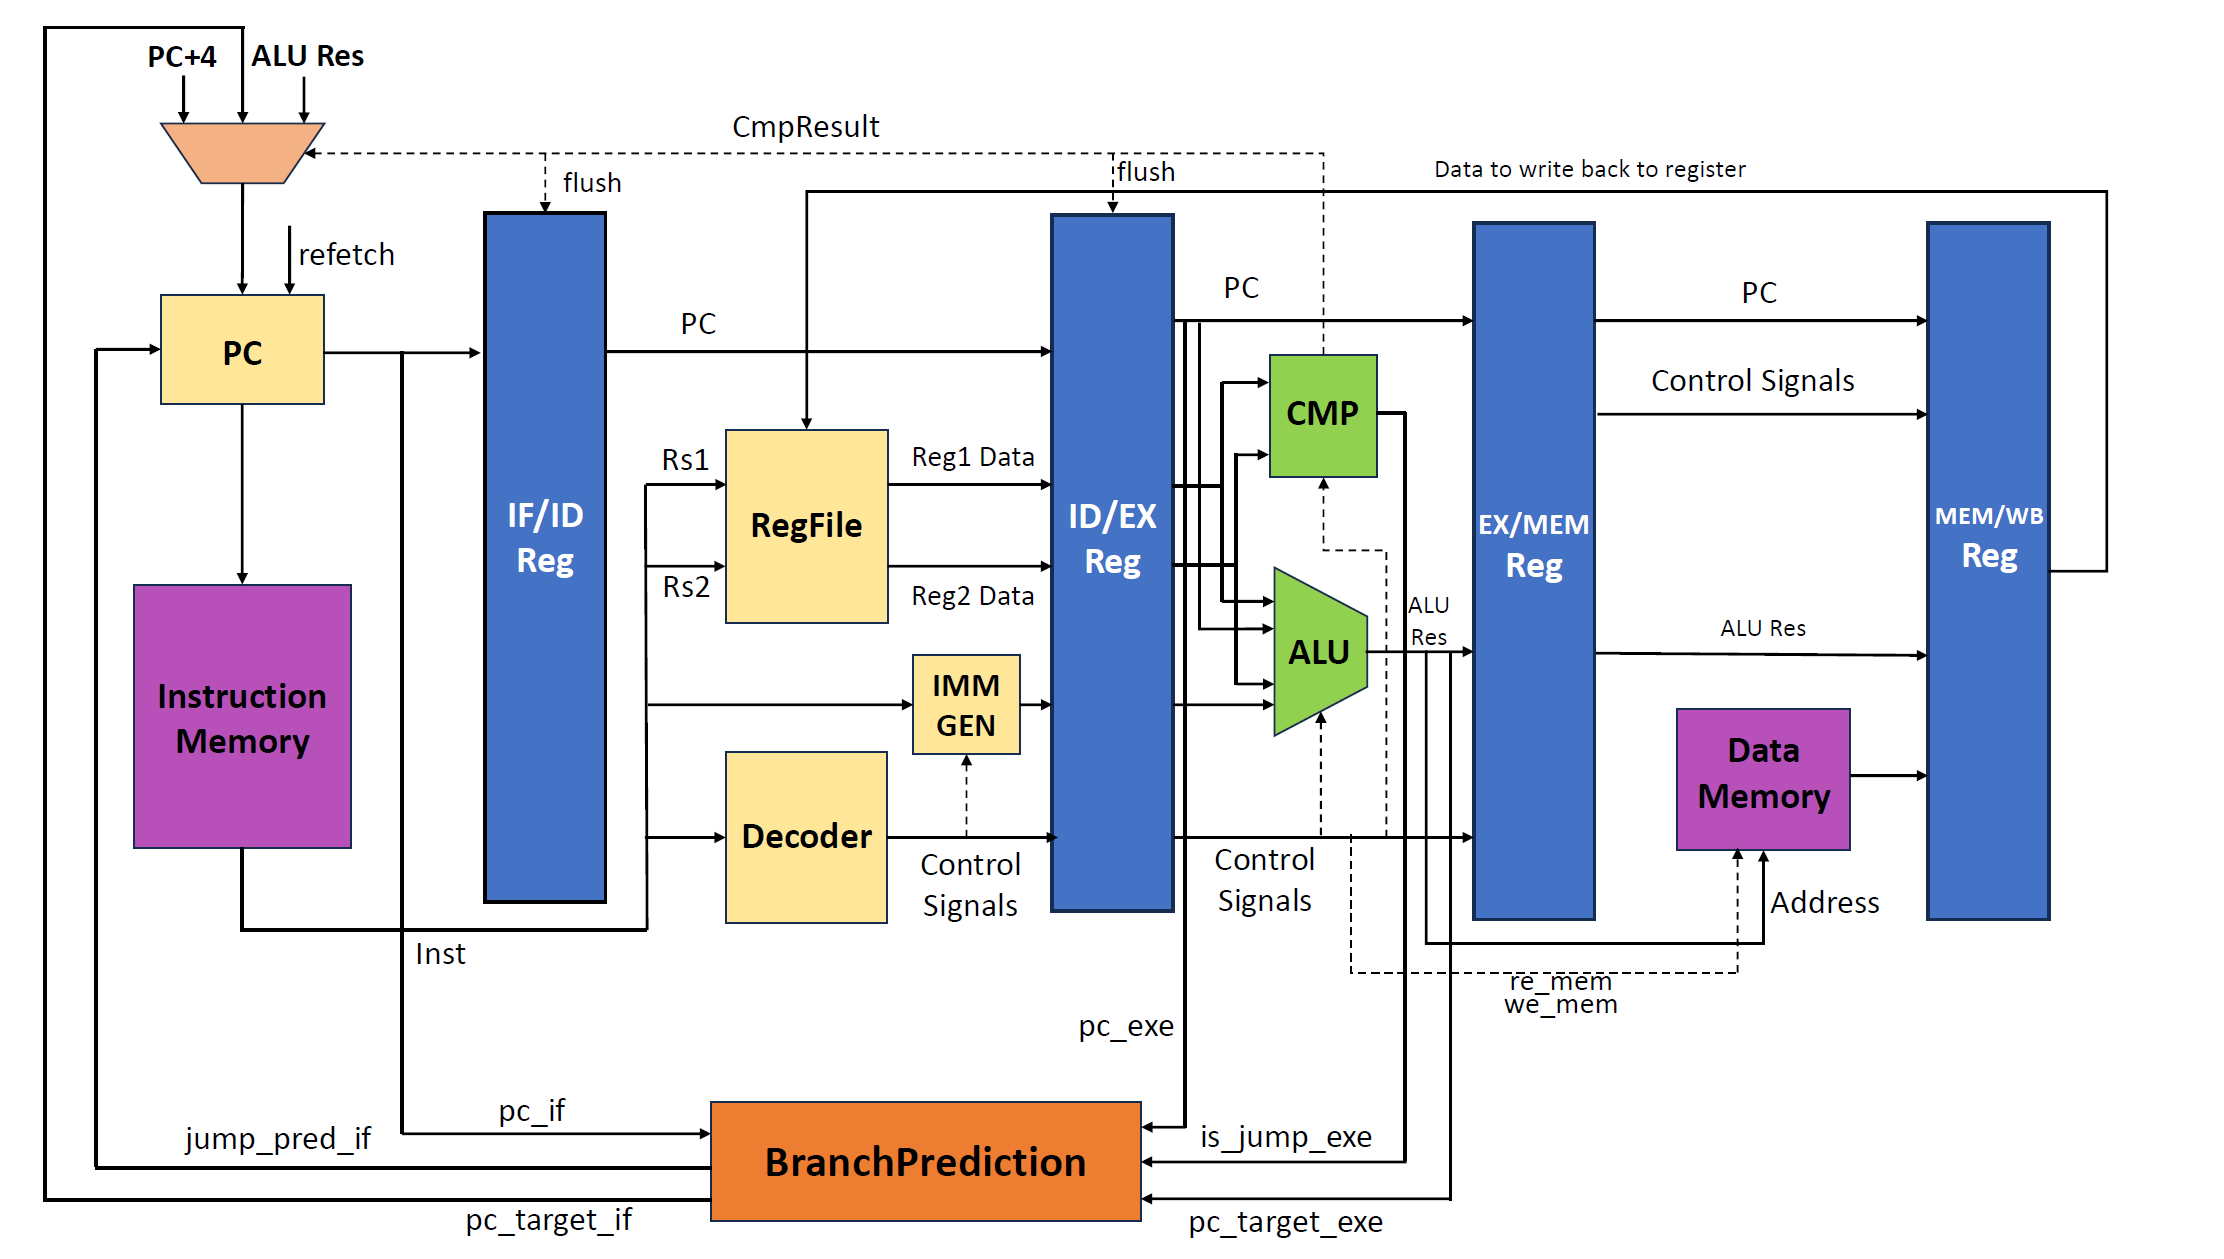 PC+4
ALU Res
CmpResult
flush
flush
Data to write back to register
refetch
PC
PC
PC
PC
Control Signals
CMP
Rs1
Rs2
RegFile
Reg1 Data
Reg2 Data
IF/ID
Reg
ID/EX
Reg
EX/MEM
Reg
MEM/WB
Reg
ALU
Res
ALU
ALU Res
Instruction
Memory
IMM
GEN
Decoder
Control
Signals
Control
Signals
Data
Memory
Address
Inst
re_mem
we_mem
pc_exe
pc_if
jump_pred_if
BranchPrediction
is_jump_exe
pc_target_if
pc_target_exe